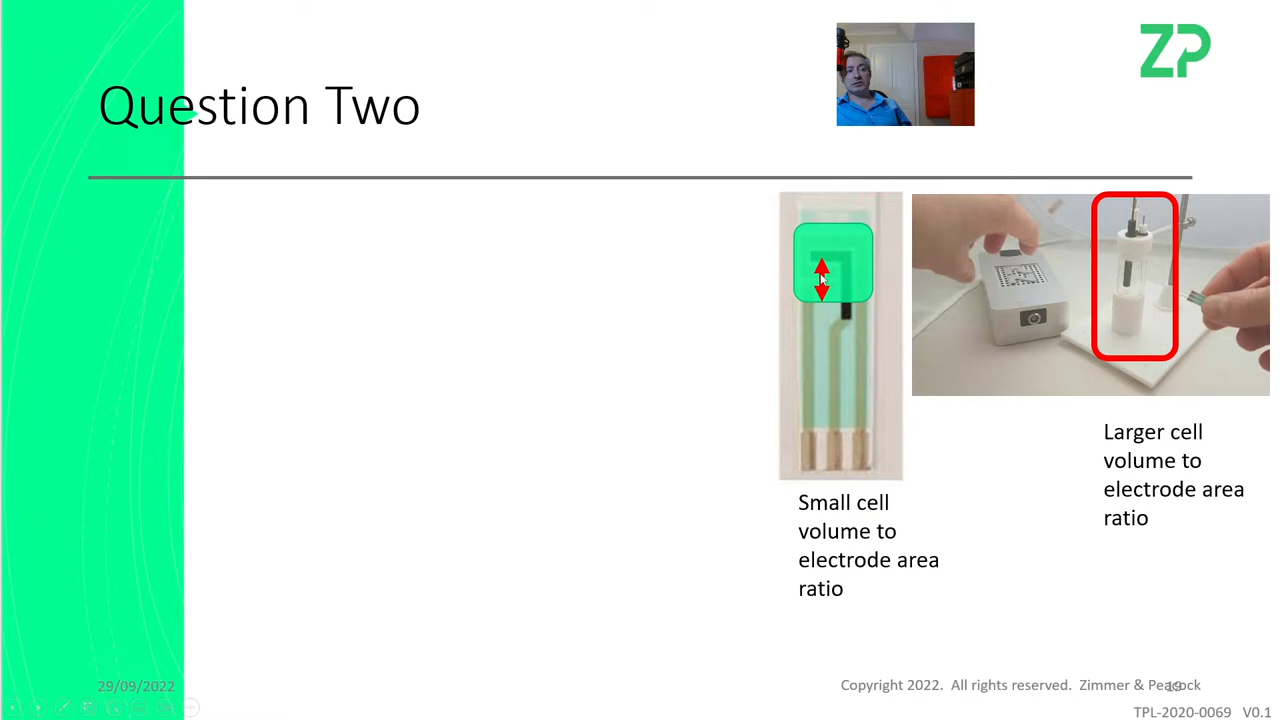 ZP
Question Two
Small cell
volume to
electrode area
ratio
Larger cell
volume to
electrode area
ratio
29/09/2022
Copyright 2022.  All rights reserved.  Zimmer & Peacock
19
TPL-2020-0069   V0.1